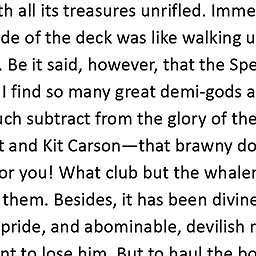 th all its treasures unrifled. Imme
de of the deck was like walking u
. Be it said, however, that the Spe
I find so many great demi-gods a
uch subtract from the glory of the
t and Kit Carson—that brawny do
or you! What club but the whaler
them. Besides, it has been divine
pride, and abominable, devilish r
nt to lose him. But to haul the bo